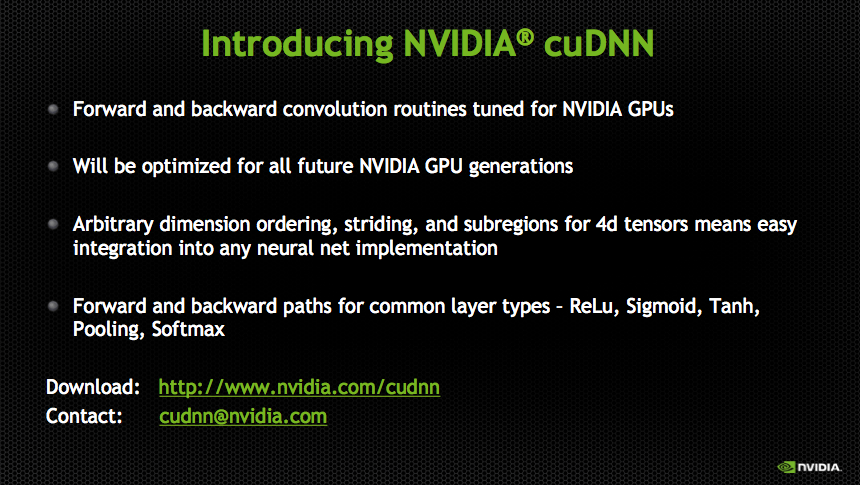 Introducing NVIDIA® cuDNN
Forward and backward convolution routines tuned for NVIDIA GPUs
Will be optimized for all future NVIDIA GPU generations
Arbitrary dimension ordering, striding, and subregions for 4d tensors means easy
integration into any neural net implementation
Forward and backward paths for common layer types – ReLu, Sigmoid, Tanh,
Pooling, Softmax
Download: http://www.nvidia.com/cudnn
Contact: cudnn@nvidia.com
NVIDIA.